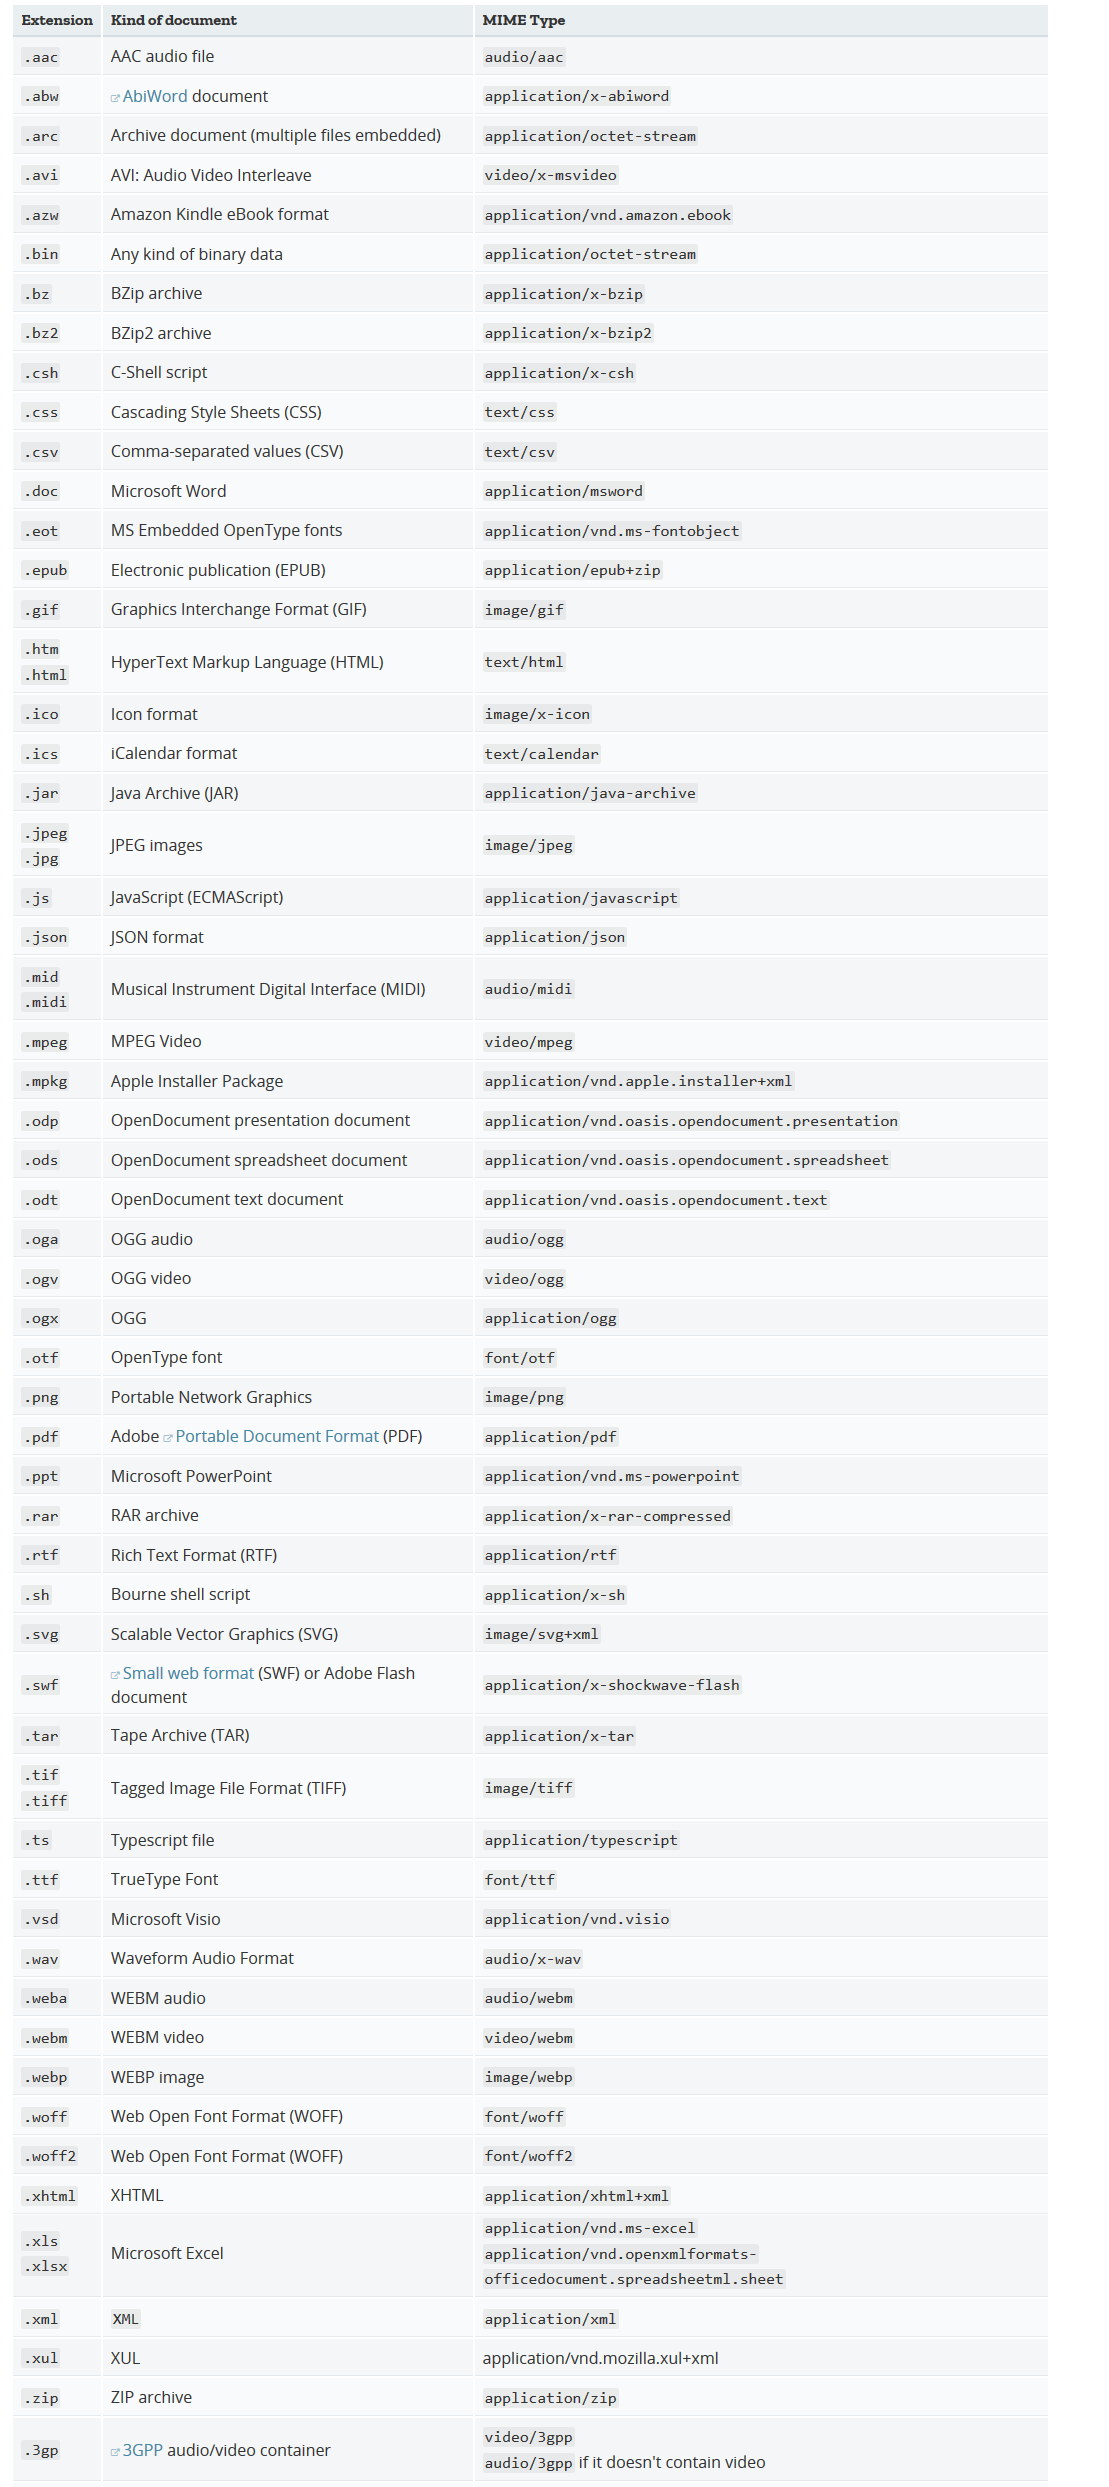 Extension Kind of document MIME Type
.aac AAC audio file audio/aac
.abw AbiWord document application/x-abiword
.arc Archive document (multiple files embedded) application/octet-stream
.avi AVI: Audio Video Interleave video/x-msvideo
.azw Amazon Kindle eBook format application/vnd.amazon.ebook
.bin Any kind of binary data application/octet-stream
.bz BZip archive application/x-bzip
.bz2 BZip2 archive application/x-bzip2
.csh C-Shell script application/x-csh
.css Cascading Style Sheets (CSS) text/css
.csv Comma-separated values (CSV) text/csv
.doc Microsoft Word application/msword
.eot MS Embedded OpenType fonts application/vnd.ms-fontobject
.epub Electronic publication (EPUB) application/epub+zip
.gif Graphics Interchange Format (GIF) image/gif
.htm
.html HyperText Markup Language (HTML) text/html
.ico Icon format image/x-icon
.ics iCalendar format text/calendar
.jar Java Archive (JAR) application/java-archive
.jpeg
.jpg JPEG images image/jpeg
.js JavaScript (ECMAScript) application/javascript
.json JSON format application/json
.mid
.midi Musical Instrument Digital Interface (MIDI) audio/midi
.mpeg MPEG Video video/mpeg
.mpkg Apple Installer Package application/vnd.apple.installer+xml
.odp OpenDocument presentation document application/vnd.oasis.opendocument.presentation
.ods OpenDocument spreadsheet document application/vnd.oasis.opendocument.spreadsheet
.odt OpenDocument text document application/vnd.oasis.opendocument.text
.oga OGG audio audio/ogg
.ogv OGG video video/ogg
.ogx OGG application/ogg
.otf OpenType font font/otf
.png Portable Network Graphics image/png
.pdf Adobe Portable Document Format (PDF) application/pdf
.ppt Microsoft PowerPoint application/vnd.ms-powerpoint
.rar RAR archive application/x-rar-compressed
.rtf Rich Text Format (RTF) application/rtf
.sh Bourne shell script application/x-sh
.svg Scalable Vector Graphics (SVG) image/svg+xml
.swf Small web format (SWF) or Adobe Flash
document application/x-shockwave-flash
.tar Tape Archive (TAR) application/x-tar
.tif
.tiff Tagged Image File Format (TIFF) image/tiff
.ts Typescript file application/typescript
.ttf TrueType Font font/ttf
.vsd Microsoft Visio application/vnd.visio
.wav Waveform Audio Format audio/x-wav
.weba WEBM audio audio/webm
.webm WEBM video video/webm
.webp WEBP image image/webp
.woff Web Open Font Format (WOFF) font/woff
.woff2 Web Open Font Format (WOFF) font/woff2
.xhtml XHTML application/xhtml+xml
.xls
.xlsx Microsoft Excel application/vnd.ms-excel
application/vnd.openxmlformats-
officedocument.spreadsheetml.sheet
.xml XML application/xml
.xul XUL application/vnd.mozilla.xul+xml
.zip ZIP archive application/zip
.3gp 3GPP audio/video container video/3gpp
audio/3gpp if it doesn't contain video